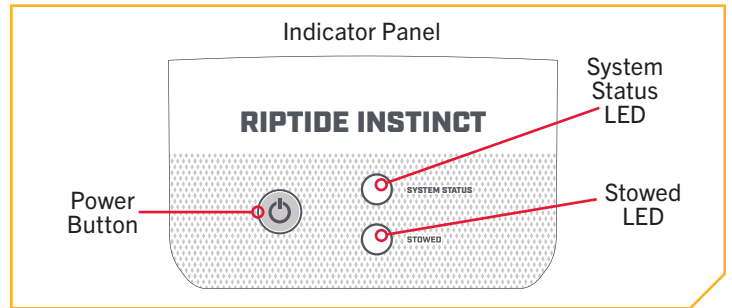 Indicator Panel
System
Status
LED
RIPTIDE INSTINCT
SYSTEM STATUS
Power
Button
STOWED
Stowed
LED